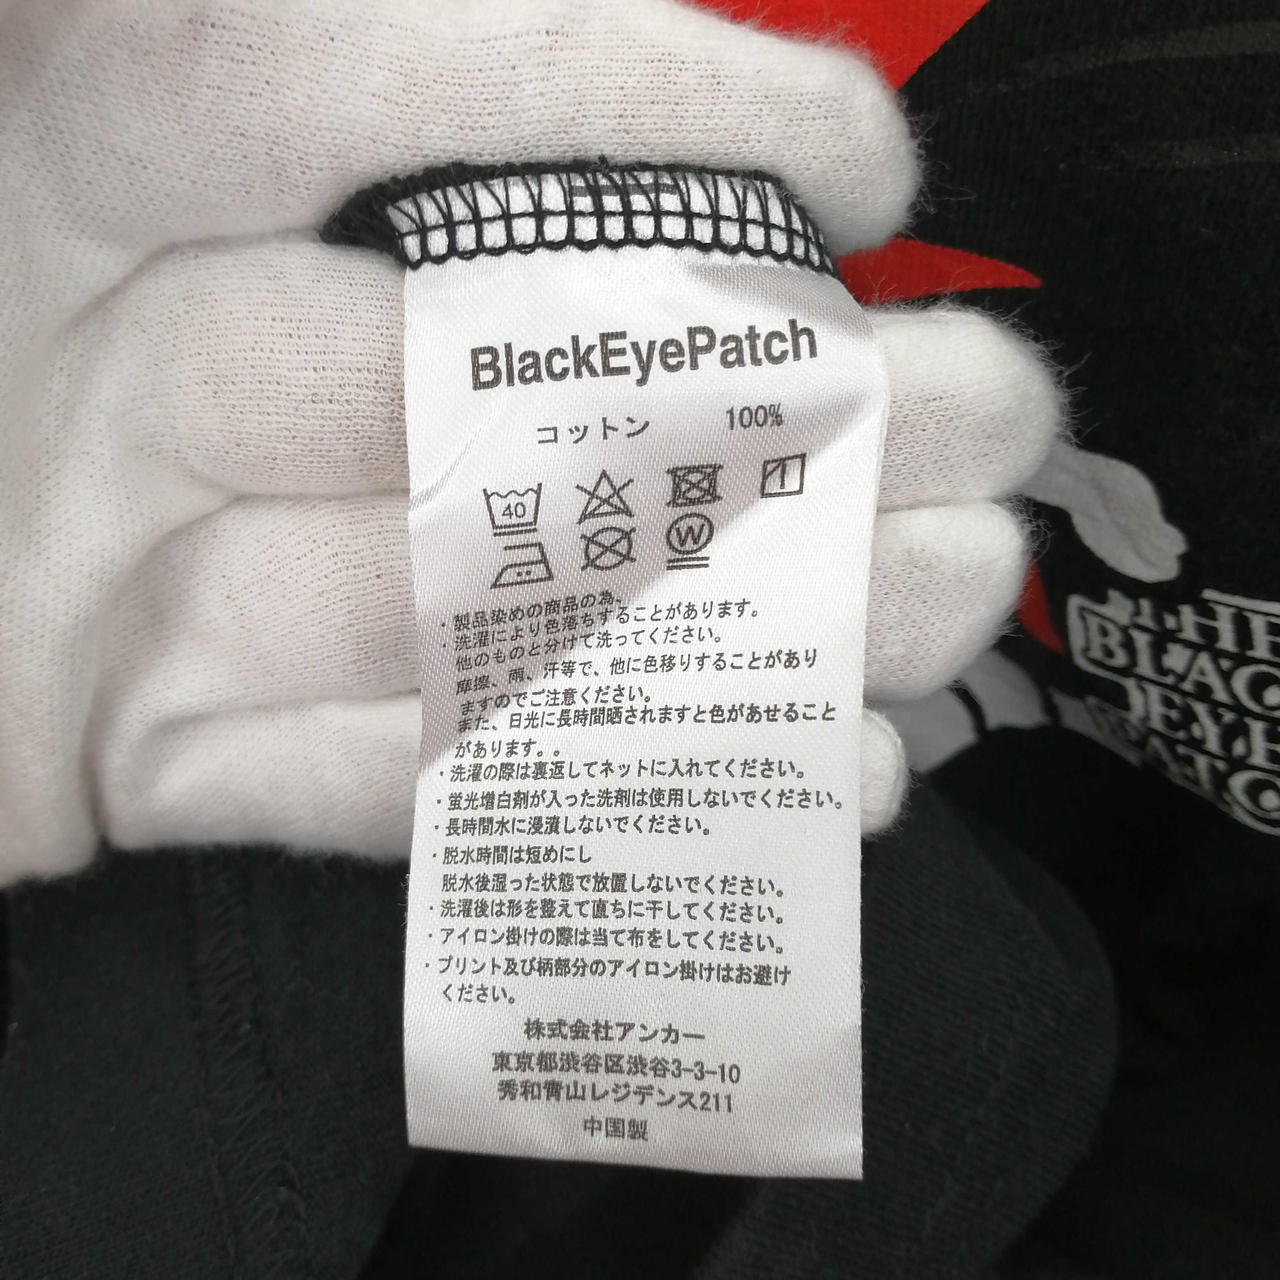 BlackEyePatch
コットン 100%
40
W
・製品染めの商品の為、
・洗濯により色落ちすることがあります。
他のものと分けて洗ってください。
摩擦、雨、汗等で、他に色移りすることがあり
ますのでご注意ください。
また、日光に長時間晒されますと色があせること
があります。。
・洗濯の際は裏返してネットに入れてください。
・蛍光増白剤が入った洗剤は使用しないでください。
・長時間水に浸漬しないでください。
・脱水時間は短めにし
脱水後湿った状態で放置しないでください。
・洗濯後は形を整えて直ちに干してください。
・アイロン掛けの際は当て布をしてください。
・プリント及び柄部分のアイロン掛けはお避け
ください。
株式会社アンカー
東京都渋谷区渋谷3-3-10
秀和青山レジデンス211
中国製
THE
BLAC
EYE
PATC